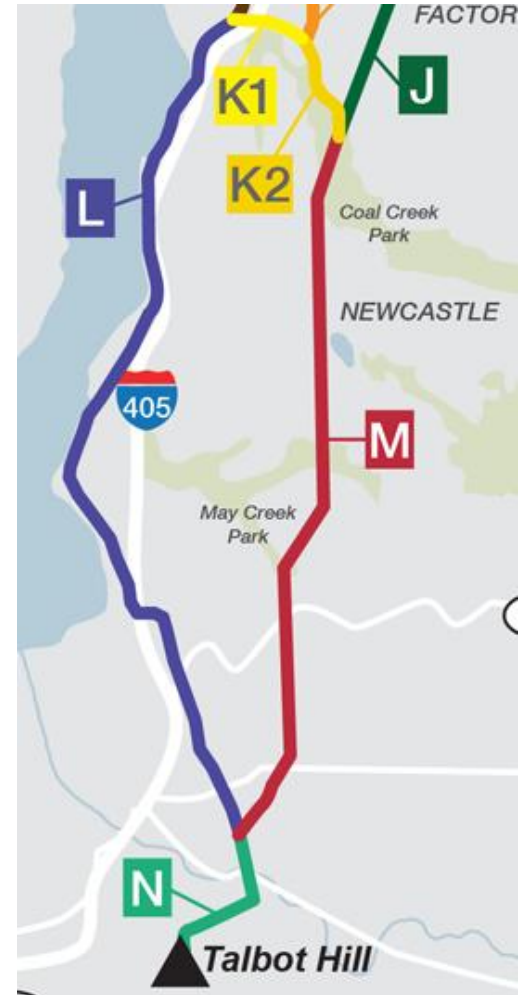 FACTOR
K1
J
K2
L
Coal Creek
Park
NEWCASTLE
405
M
May Creek
Park
N
Talbot Hill